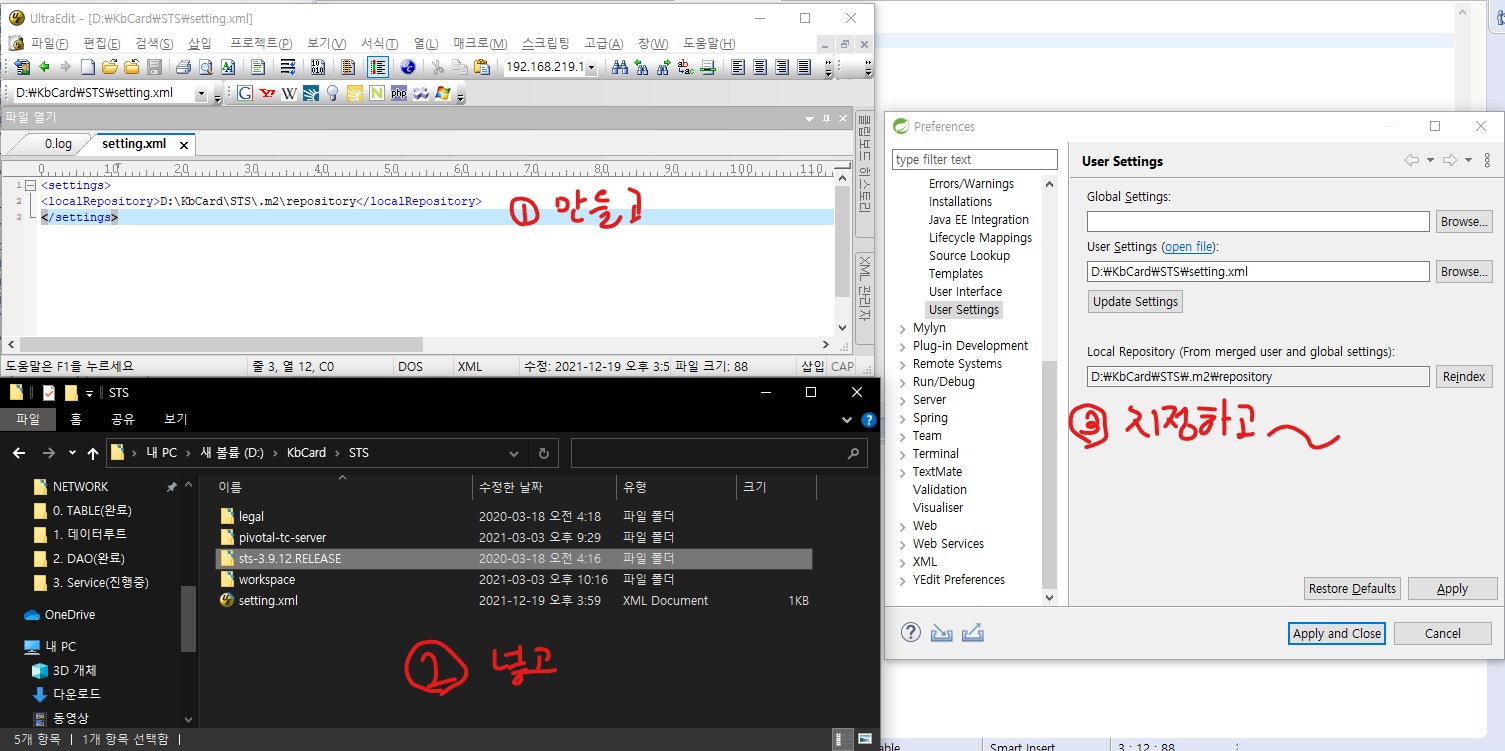 UltraEdit - [D:₩KbCard₩STS₩setting.xml]
파일(F) 편집(E) 검색(S) 삽입 프로젝트(P) 보기(V) 서식(T) 열(L) 매크로(M) 스크립팅 고급(A) 창(W) 도움말(H)
192.168.219.1
D:₩KbCard₩STS₩setting.xml
파일 열기
0.log setting.xml
0 10 20 30 40 50 60 70 80 90 100 110
1 <settings>
2 <localRepository>D:\KbCard\STS\.m2\repository</localRepository>
3 </settings>
① 만들고
클립보드 히스토리
XML 관리자
도움말은 F1을 누르세요 줄 3, 열 12, C0 DOS XML 수정: 2021-12-19 오후 3:5 파일 크기: 88 삽입 CAP
STS
파일 홈 공유 보기
내 PC > 새 볼륨 (D:) > KbCard > STS
NETWORK
0. TABLE(완료)
1. 데이터루트
2. DAO(완료)
3. Service(진행중)
OneDrive
내 PC
3D 개체
다운로드
동영상
이름 수정한 날짜 유형 크기
legal 2020-03-18 오전 4:18 파일 폴더
pivotal-tc-server 2021-03-03 오후 9:29 파일 폴더
sts-3.9.12.RELEASE 2020-03-18 오전 4:16 파일 폴더
workspace 2021-03-03 오후 10:16 파일 폴더
setting.xml 2021-12-19 오후 3:59 XML Document 1KB
② 넣고
5개 항목 1개 항목 선택함
Preferences
type filter text
Errors/Warnings
Installations
Java EE Integration
Lifecycle Mappings
Source Lookup
Templates
User Interface
User Settings
Mylyn
Plug-in Development
Remote Systems
Run/Debug
Server
Spring
Team
Terminal
TextMate
Validation
Visualiser
Web
Web Services
XML
YEdit Preferences
User Settings
Global Settings:
Browse...
User Settings (open file):
D:₩KbCard₩STS₩setting.xml Browse...
Update Settings
Local Repository (From merged user and global settings):
D:₩KbCard₩STS₩.m2₩repository Reindex
③ 지정하고~
Restore Defaults Apply
Apply and Close Cancel
Smart Insert 3 : 12 : 88